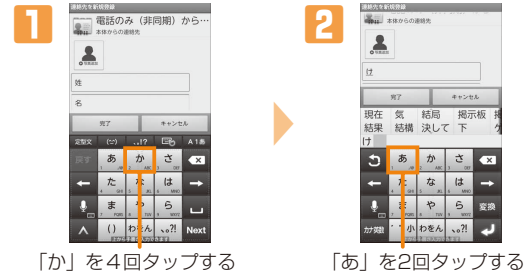 1
連絡先を新規登録
電話のみ（非同期）から…
本体からの連絡先
姓
名
完了 キャンセル
定型文 A1あ
戻す あ か さ
た な は
ま や ら
( ) わをん 、。?! Next
「か」を４回タップする
2
連絡先を新規登録
本体からの連絡先
け
完了 キャンセル
現在 気 結局 掲示板
結果 結構 決して 下
け
あ か さ
た な は
ま や ら 変換
カナ英数 小 わをん 、。?!
「あ」を2回タップする